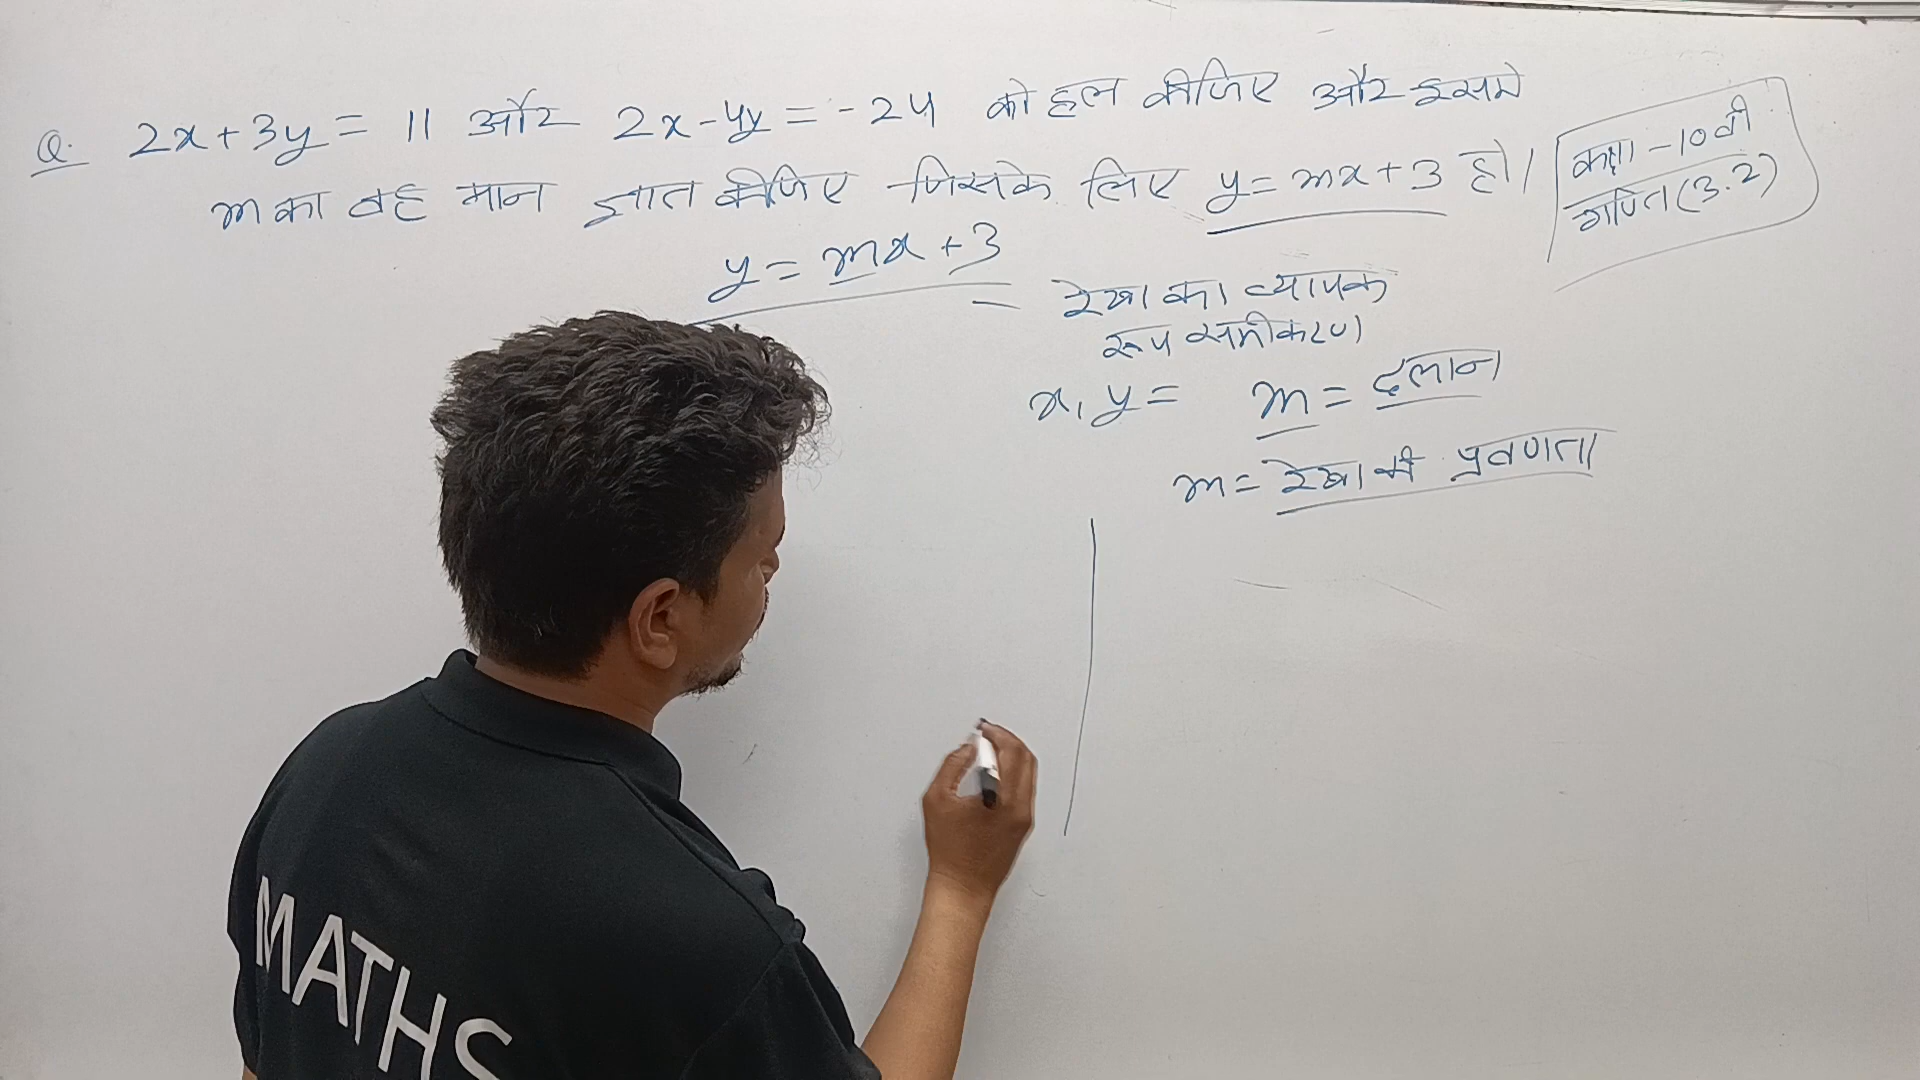 Q. 2x+3y = 11 और 2x-4y = -24 को हल कीजिए और इसमे
m का वह मान ज्ञात कीजिए जिसके लिए y = mx+3 हो।
कक्षा - 10वी
गणित (3.2)
y = mx + 3
= रेखा का व्यापक
रूप समीकरण
x, y = m = ढलान
m = रेखा की प्रवणता
MATHS